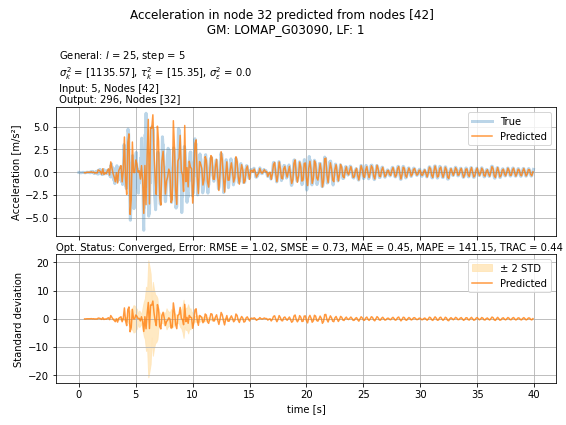 Acceleration in node 32 predicted from nodes [42]
GM: LOMAP_G03090, LF: 1
General: l = 25, step = 5
σ²ₖ = [1135.57], τ²ₖ = [15.35], σ²ε = 0.0
Input: 5, Nodes [42]
Output: 296, Nodes [32]
Acceleration [m/s²]
5.0
2.5
0.0
−2.5
−5.0
True
Predicted
Opt. Status: Converged, Error: RMSE = 1.02, SMSE = 0.73, MAE = 0.45, MAPE = 141.15, TRAC = 0.44
Standard deviation
20
10
0
−10
−20
± 2 STD
Predicted
0 5 10 15 20 25 30 35 40
time [s]